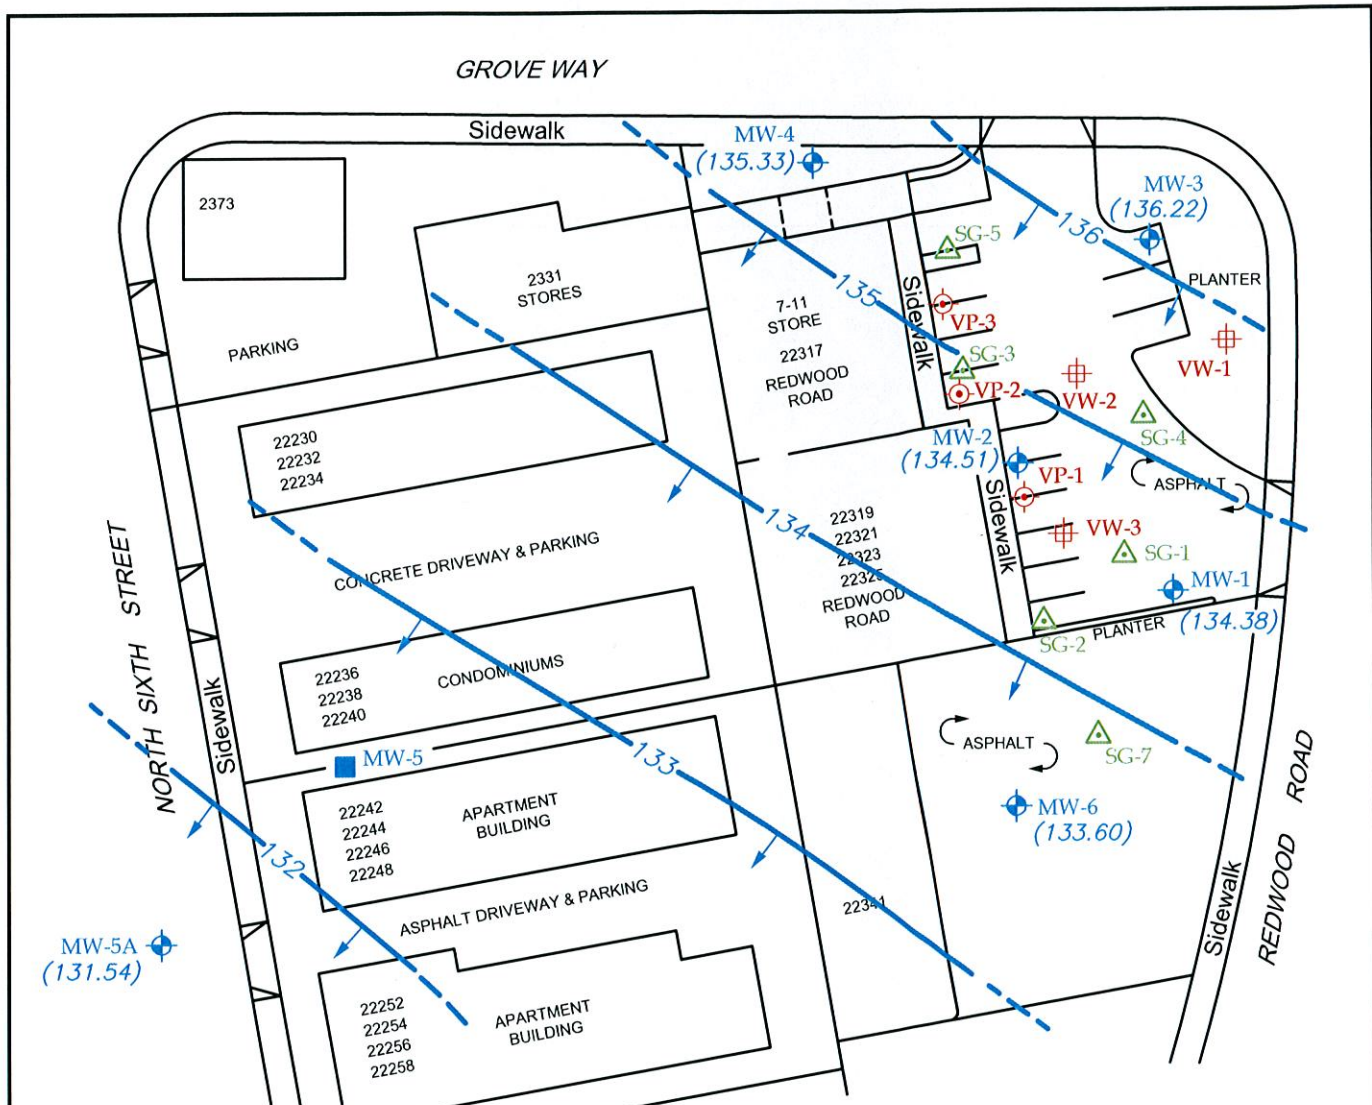 GROVE WAY
Sidewalk
MW-4
(135.33)
MW-3
(136.22)
2373
SG-5
136
2331
STORES
135
7-11
STORE
22317
REDWOOD
ROAD
Sidewalk
VP-3
PLANTER
VW-1
PARKING
SG-3
VP-2
VW-2
SG-4
22230
22232
22234
MW-2
(134.51)
VP-1
ASPHALT
Sidewalk
134
22319
22321
22323
22325
REDWOOD
ROAD
VW-3
SG-1
MW-1
(134.38)
CONCRETE DRIVEWAY & PARKING
SG-2
PLANTER
NORTH SIXTH STREET
Sidewalk
22236
22238
22240
CONDOMINIUMS
MW-5
133
ASPHALT
SG-7
MW-6
(133.60)
22242
22244
22246
22248
APARTMENT
BUILDING
132
22341
ASPHALT DRIVEWAY & PARKING
Sidewalk
REDWOOD ROAD
MW-5A
(131.54)
22252
22254
22256
22258
APARTMENT
BUILDING